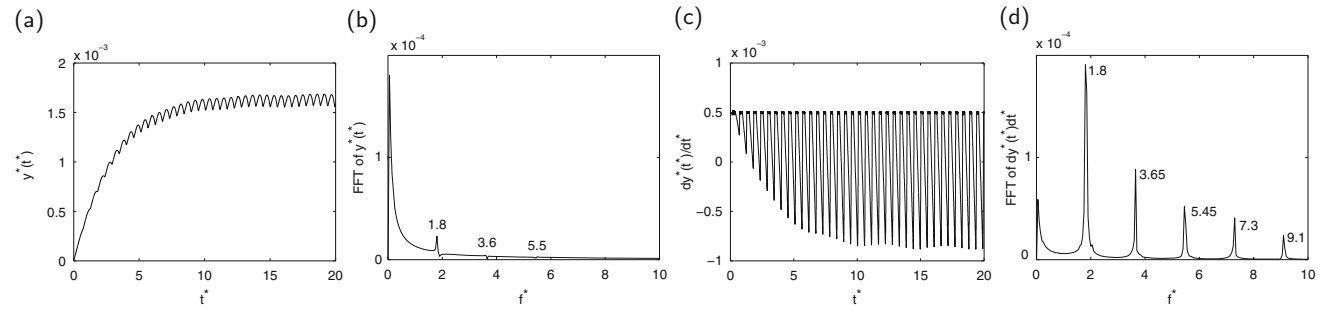 (a)
x 10⁻³
2
1.5
1
0.5
0
0 5 10 15 20
y*(t*)
t*
(b)
x 10⁻⁴
1
0
0 2 4 6 8 10
1.8
3.6
5.5
FFT of y*(t*)
f*
(c)
x 10⁻³
1
0.5
0
−0.5
−1
0 5 10 15 20
dy*(t*)/dt*
t*
(d)
x 10⁻⁴
1
0
0 2 4 6 8 10
1.8
3.65
5.45
7.3
9.1
FFT of dy*(t*)dt*
f*